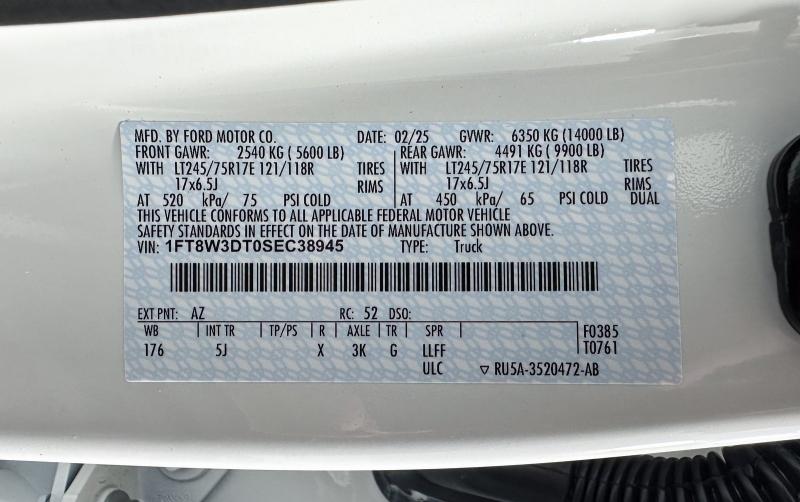 MFD. BY FORD MOTOR CO. DATE: 02/25 GVWR: 6350 KG (14000 LB)
FRONT GAWR: 2540 KG ( 5600 LB) REAR GAWR: 4491 KG ( 9900 LB)
WITH LT245/75R17E 121/118R TIRES WITH LT245/75R17E 121/118R TIRES
17x6.5J RIMS 17x6.5J RIMS
AT 520 kPa/ 75 PSI COLD AT 450 kPa/ 65 PSI COLD DUAL
THIS VEHICLE CONFORMS TO ALL APPLICABLE FEDERAL MOTOR VEHICLE
SAFETY STANDARDS IN EFFECT ON THE DATE OF MANUFACTURE SHOWN ABOVE.
VIN: 1FT8W3DT0SEC38945 TYPE: Truck
EXT PNT: AZ RC: 52 DSO:
WB INT TR TP/PS R AXLE TR SPR F0385
176 5J X 3K G LLFF T0761
ULC ▽ RU5A-3520472-AB